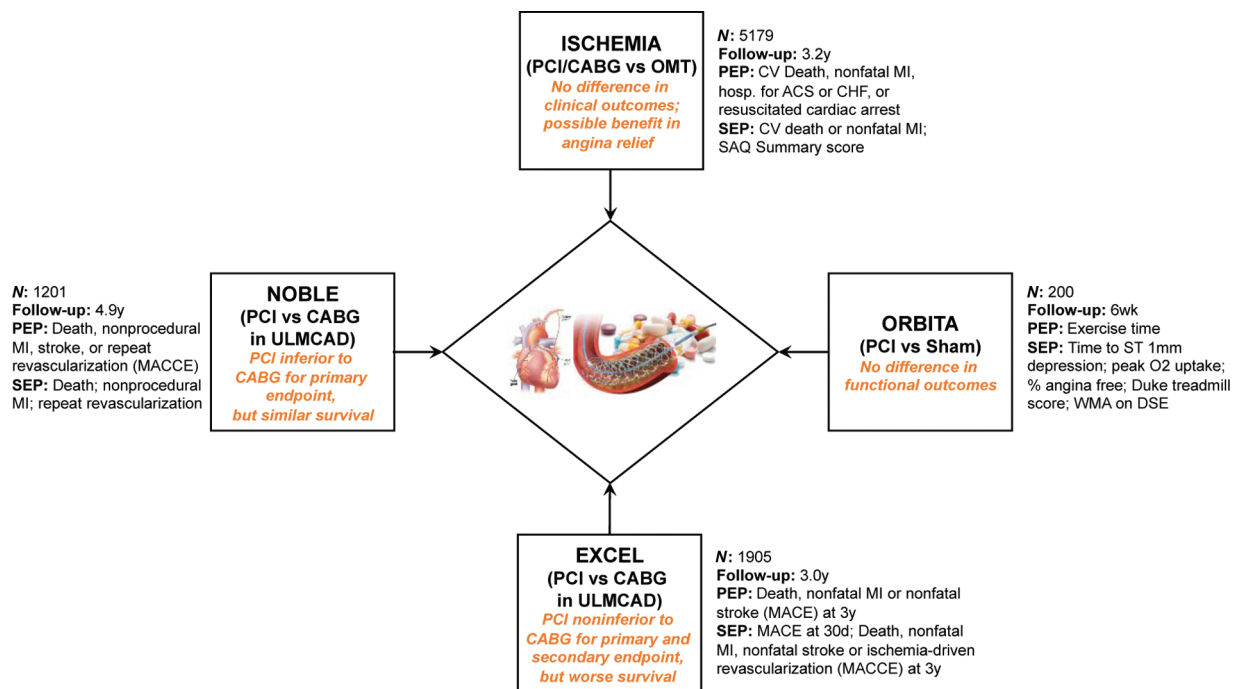 ISCHEMIA
(PCI/CABG vs OMT)
No difference in
clinical outcomes;
possible benefit in
angina relief
N: 5179
Follow-up: 3.2y
PEP: CV Death, nonfatal MI,
hosp. for ACS or CHF, or
resuscitated cardiac arrest
SEP: CV death or nonfatal MI;
SAQ Summary score
N: 1201
Follow-up: 4.9y
PEP: Death, nonprocedural
MI, stroke, or repeat
revascularization (MACCE)
SEP: Death; nonprocedural
MI; repeat revascularization
NOBLE
(PCI vs CABG
in ULMCAD)
PCI inferior to
CABG for primary
endpoint,
but similar survival
ORBITA
(PCI vs Sham)
No difference in
functional outcomes
N: 200
Follow-up: 6wk
PEP: Exercise time
SEP: Time to ST 1mm
depression; peak O2 uptake;
% angina free; Duke treadmill
score; WMA on DSE
EXCEL
(PCI vs CABG
in ULMCAD)
PCI noninferior to
CABG for primary and
secondary endpoint,
but worse survival
N: 1905
Follow-up: 3.0y
PEP: Death, nonfatal MI or nonfatal
stroke (MACE) at 3y
SEP: MACE at 30d; Death, nonfatal
MI, nonfatal stroke or ischemia-driven
revascularization (MACCE) at 3y